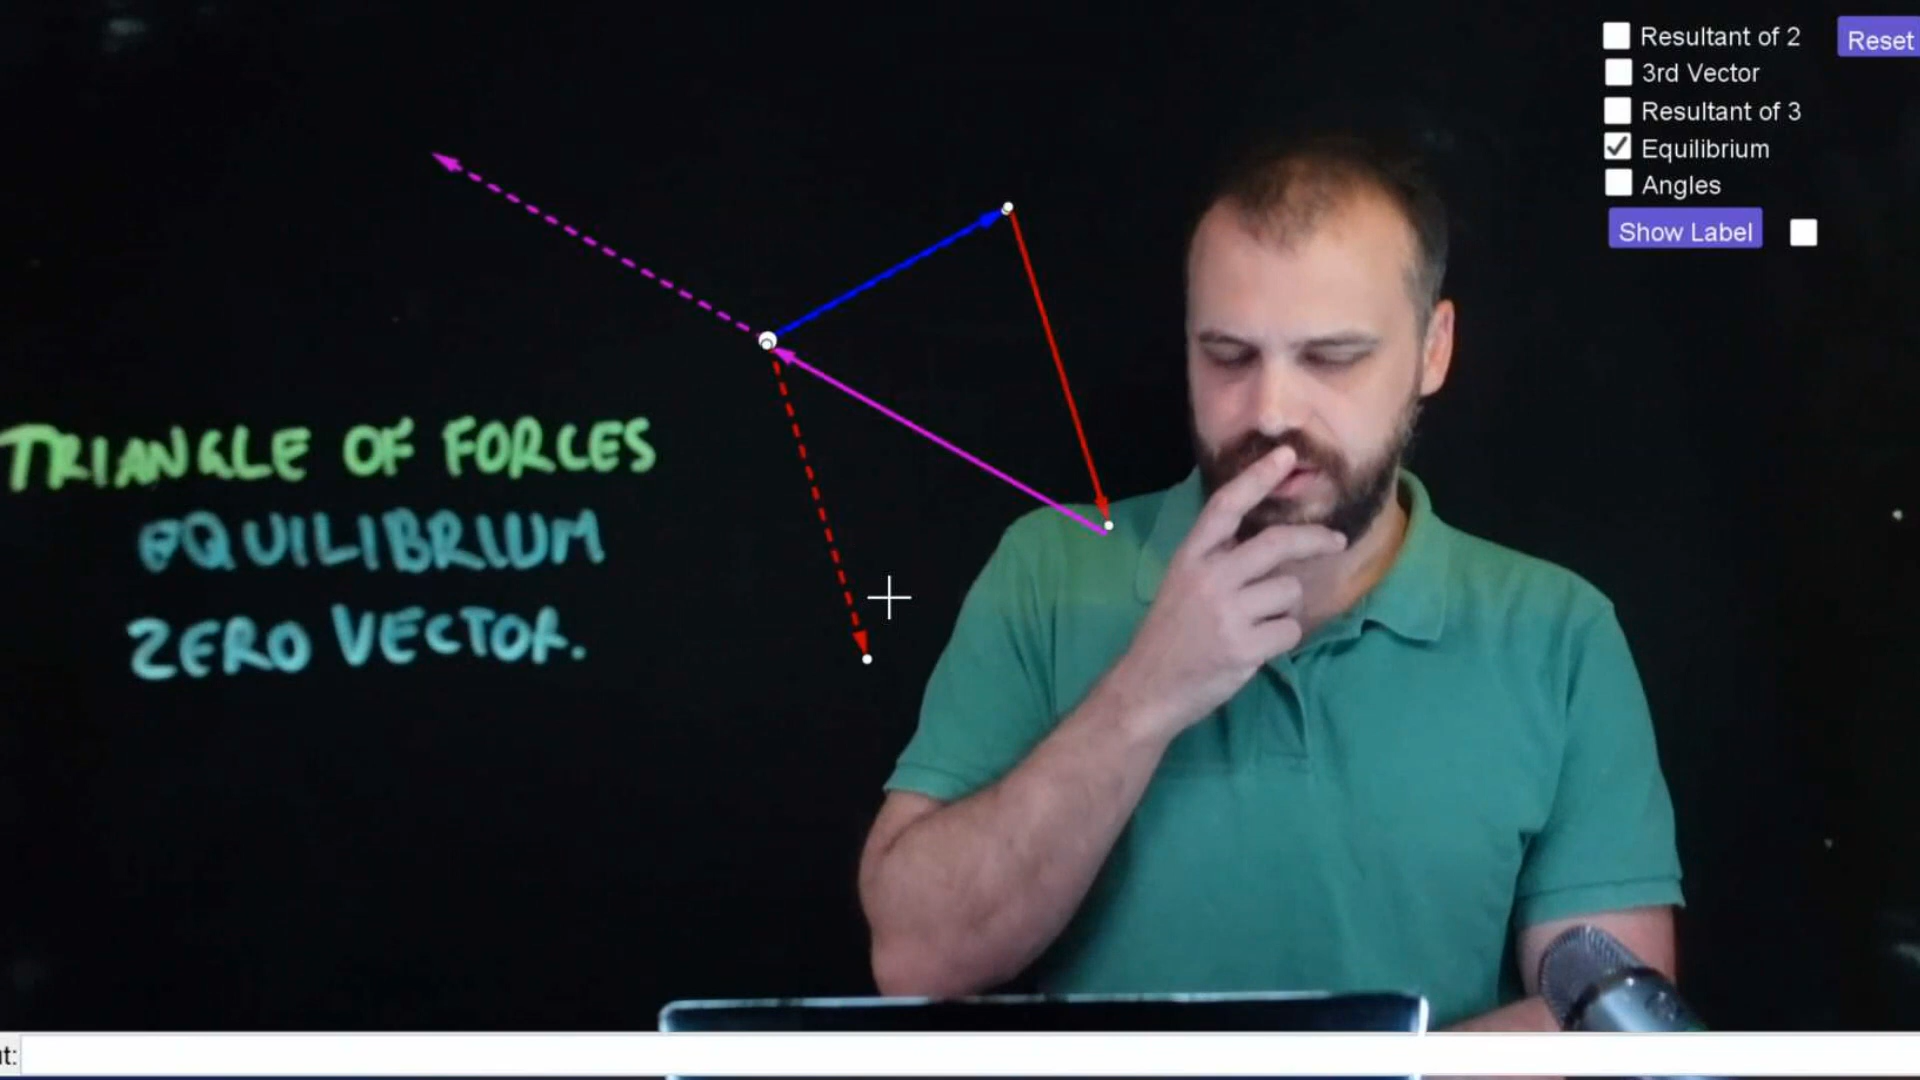 Resultant of 2
Reset
3rd Vector
Resultant of 3
Equilibrium
Angles
Show Label
TRIANGLE OF FORCES
EQUILIBRIUM
ZERO VECTOR.
t: